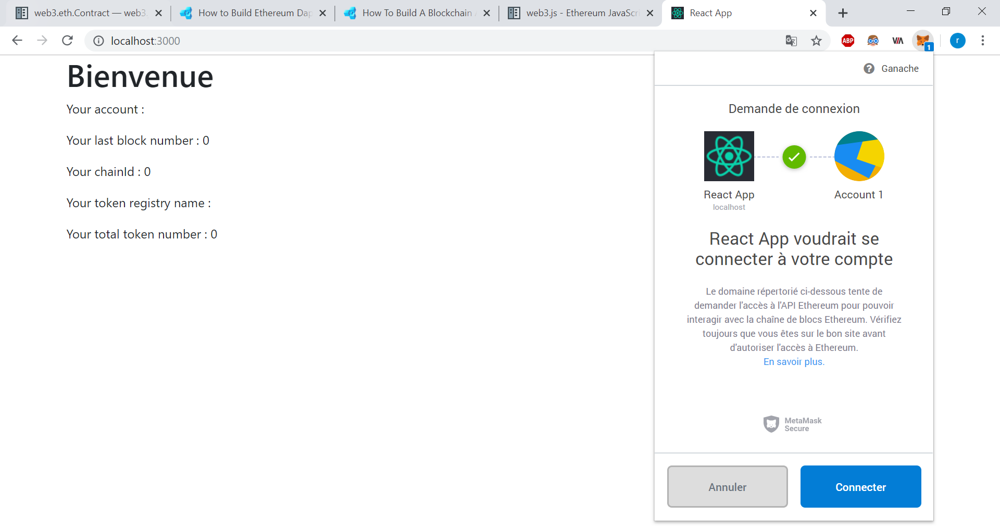 web3.eth.Contract — web3.
How to Build Ethereum Dap
How To Build A Blockchain
web3.js - Ethereum JavaScri
React App
localhost:3000
ABP
VIA
1
r
Bienvenue
Your account :
Your last block number : 0
Your chainId : 0
Your token registry name :
Your total token number : 0
Ganache
Demande de connexion
React App
localhost
Account 1
React App voudrait se
connecter à votre compte
Le domaine répertorié ci-dessous tente de
demander l'accès à l'API Ethereum pour pouvoir
interagir avec la chaîne de blocs Ethereum. Vérifiez
toujours que vous êtes sur le bon site avant
d'autoriser l'accès à Ethereum.
En savoir plus.
MetaMask
Secure
Annuler
Connecter